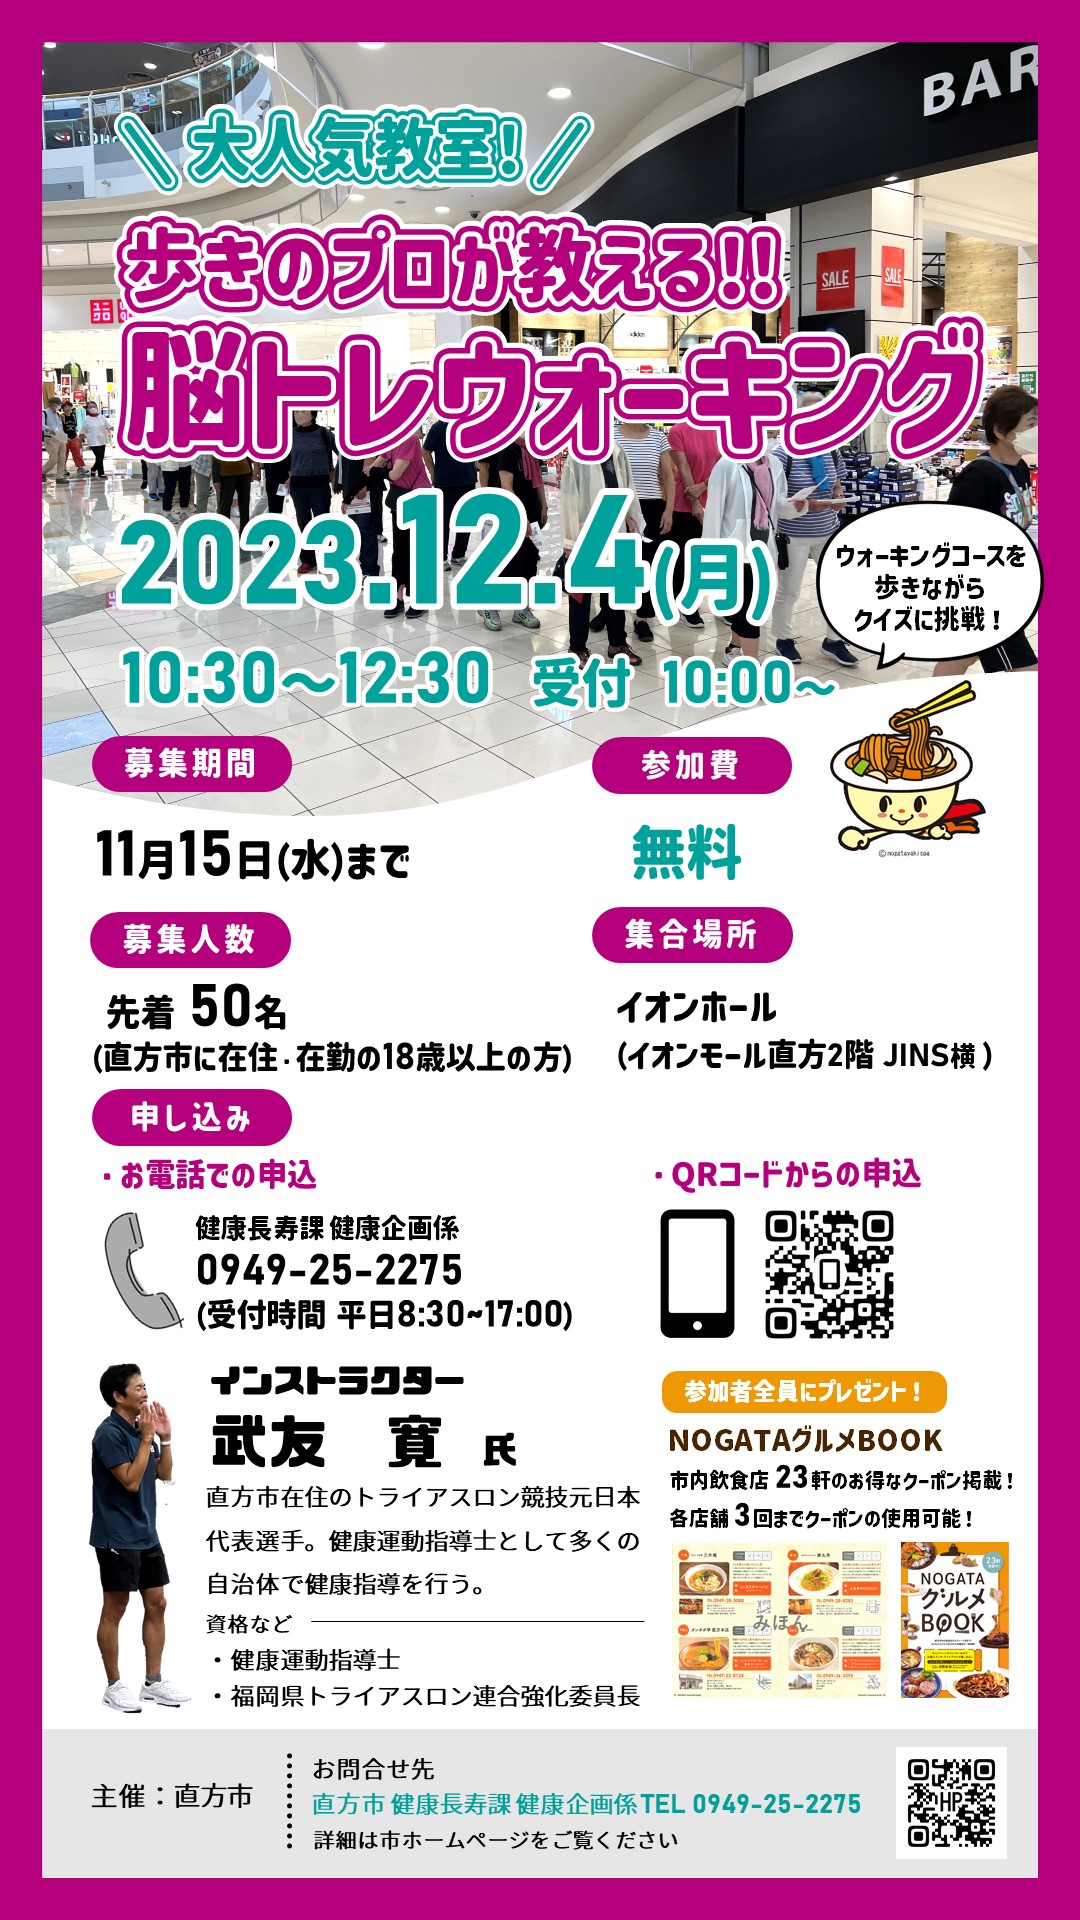 大人気教室!
BAR
歩きのプロが教える!!
SALE
SALE
ユニクロ
adidas
脳トレウォーキング
2023.12.4(月)
ウォーキングコースを
歩きながら
クイズに挑戦!
10:30~12:30 受付 10:00~
募集期間
11月15日(水)まで
参加費
無料
©nogatayakispa
募集人数
先着 50名
(直方市に在住・在勤の18歳以上の方)
集合場所
イオンホール
(イオンモール直方2階 JINS横)
申し込み
・お電話での申込
健康長寿課 健康企画係
0949-25-2275
(受付時間 平日8:30~17:00)
・QRコードからの申込
インストラクター
武友 寛 氏
直方市在住のトライアスロン競技元日本
代表選手。健康運動指導士として多くの
自治体で健康指導を行う。
資格など
・健康運動指導士
・福岡県トライアスロン連合強化委員長
参加者全員にプレゼント!
NOGATAグルメBOOK
市内飲食店 23軒のお得なクーポン掲載!
各店舗 3回までクーポンの使用可能!
みほん
23
NOGATA
グルメ
BOOK
主催:直方市
お問合せ先
直方市 健康長寿課 健康企画係 TEL 0949-25-2275
詳細は市ホームページをご覧ください
HP